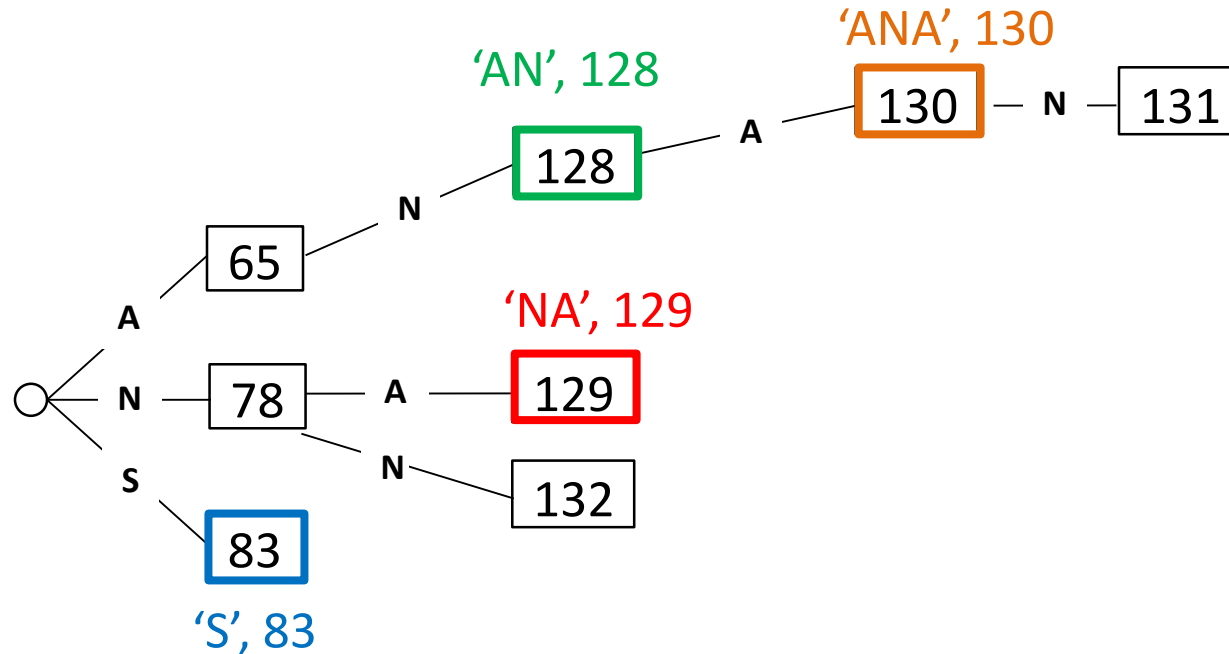 ‘ANA’, 130
‘AN’, 128
130
N
131
A
128
N
65
A
‘NA’, 129
N
78
A
129
N
S
132
83
‘S’, 83